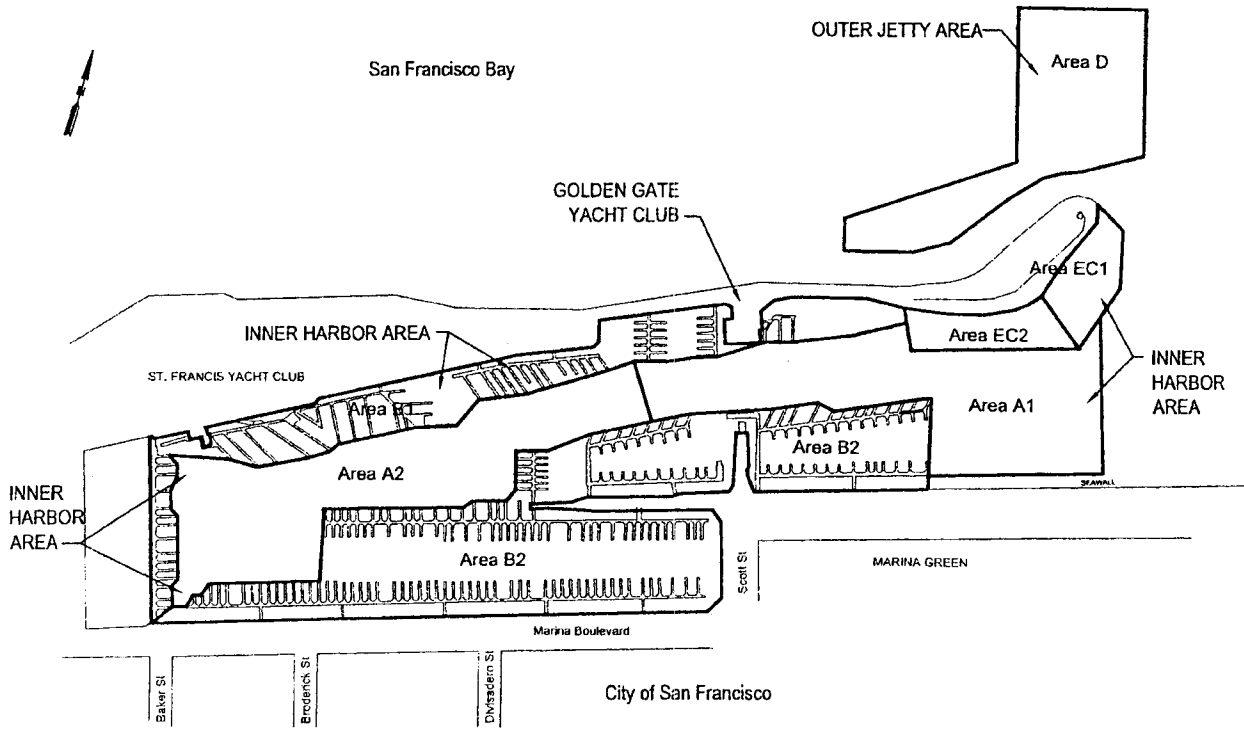 OUTER JETTY AREA
Area D
San Francisco Bay
GOLDEN GATE
YACHT CLUB
Area EC1
INNER HARBOR AREA
Area EC2
INNER
HARBOR
AREA
ST. FRANCIS YACHT CLUB
Area A1
Area B2
Area A2
INNER
HARBOR
AREA
SEAWALL
Area B2
Scott St
MARINA GREEN
Marina Boulevard
Baker St
Broderick St
Divisadero St
City of San Francisco